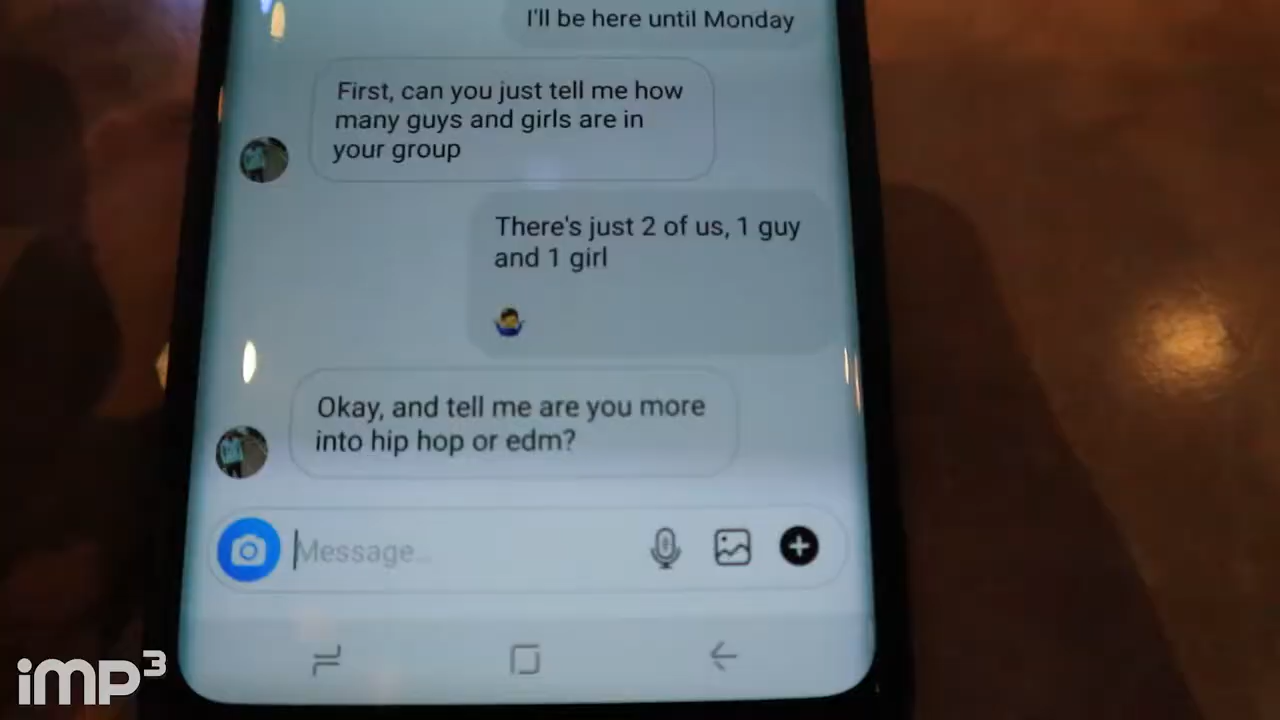 I'll be here until Monday
First, can you just tell me how
many guys and girls are in
your group
There's just 2 of us, 1 guy
and 1 girl
Okay, and tell me are you more
into hip hop or edm?
Message...
iMP3